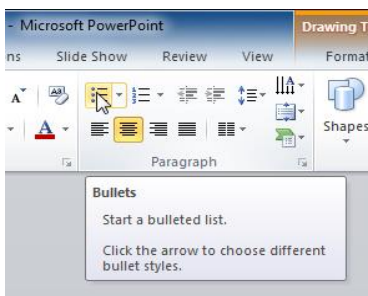 - Microsoft PowerPoint
Drawing T
ns Slide Show Review View Format
Shapes
Paragraph
Bullets
Start a bulleted list.
Click the arrow to choose different
bullet styles.